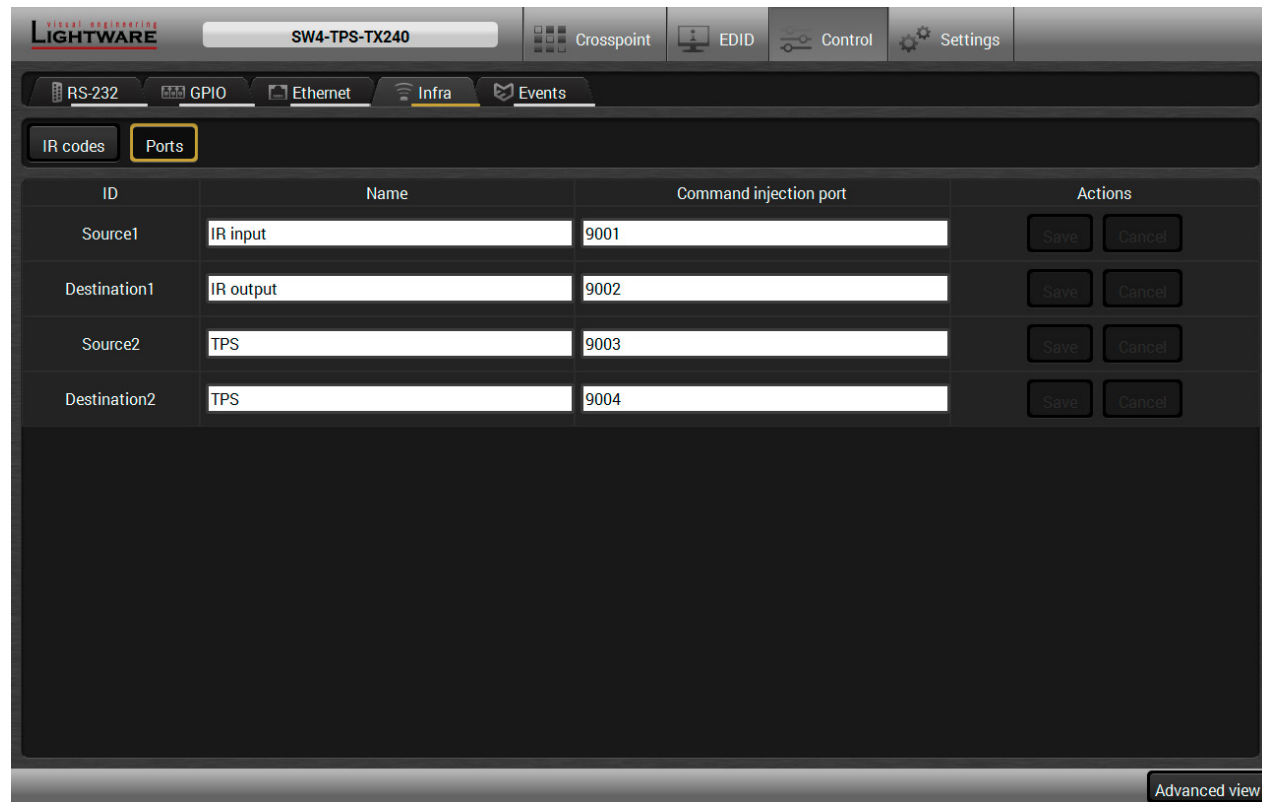 visual engineering
LIGHTWARE
SW4-TPS-TX240
Crosspoint
EDID
Control
Settings
RS-232
GPIO
Ethernet
Infra
Events
IR codes
Ports
ID Name Command injection port Actions
Source1 IR input 9001 Save Cancel
Destination1 IR output 9002 Save Cancel
Source2 TPS 9003 Save Cancel
Destination2 TPS 9004 Save Cancel
Advanced view